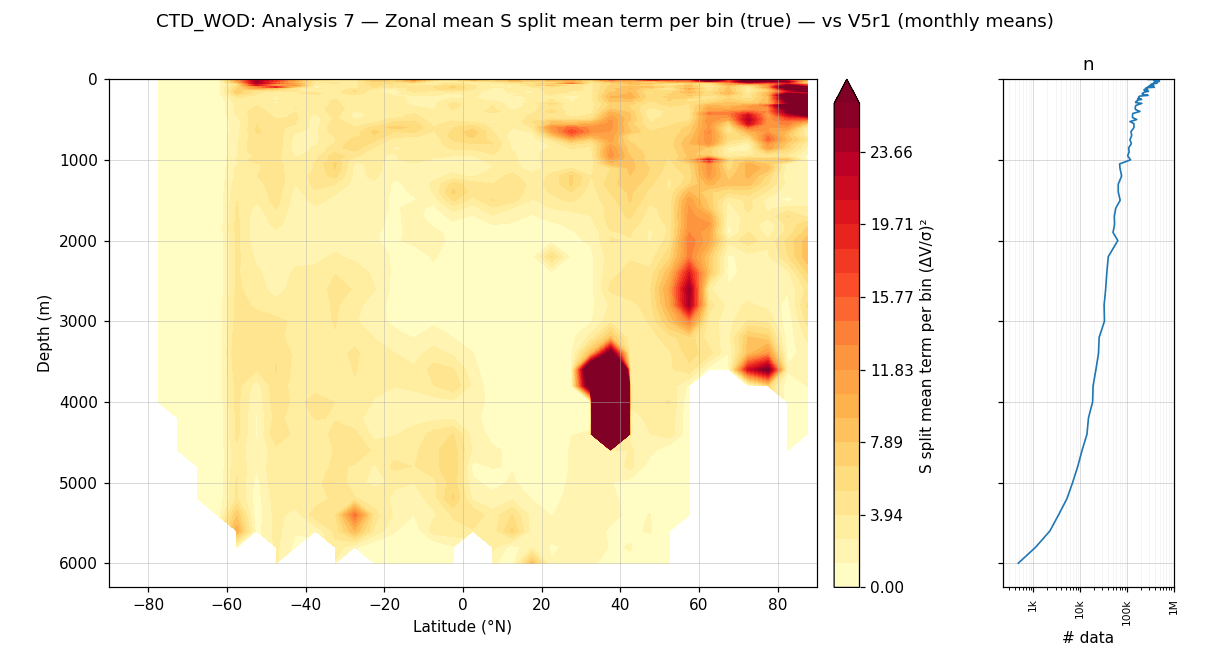 CTD_WOD: Analysis 7 — Zonal mean S split mean term per bin (true) — vs V5r1 (monthly means)
n
0
1000
2000
3000
4000
5000
6000
Depth (m)
−80
−60
−40
−20
0
20
40
60
80
Latitude (°N)
23.66
19.71
15.77
11.83
7.89
3.94
0.00
S split mean term per bin (ΔV/σ)²
1k
10k
100k
1M
# data